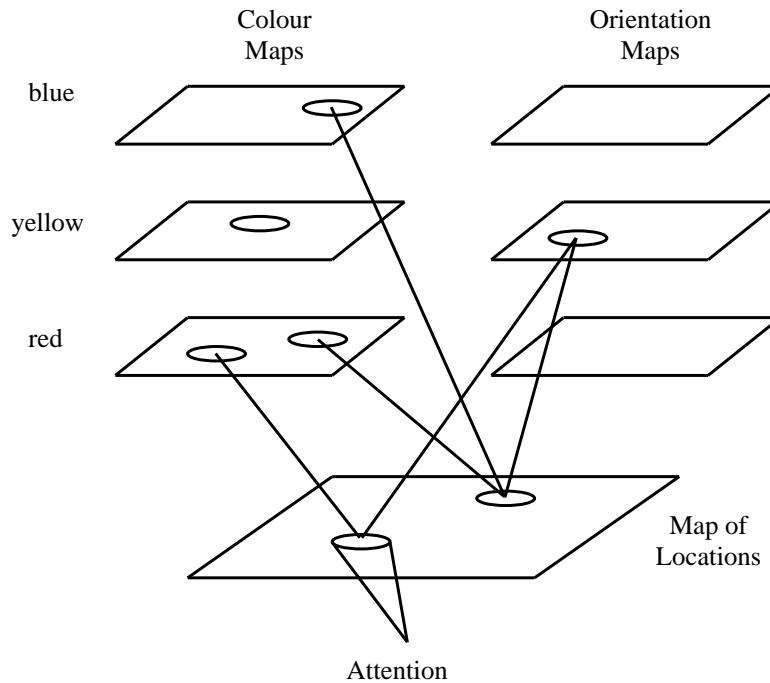 Colour
Maps
Orientation
Maps
blue
yellow
red
Map of
Locations
Attention